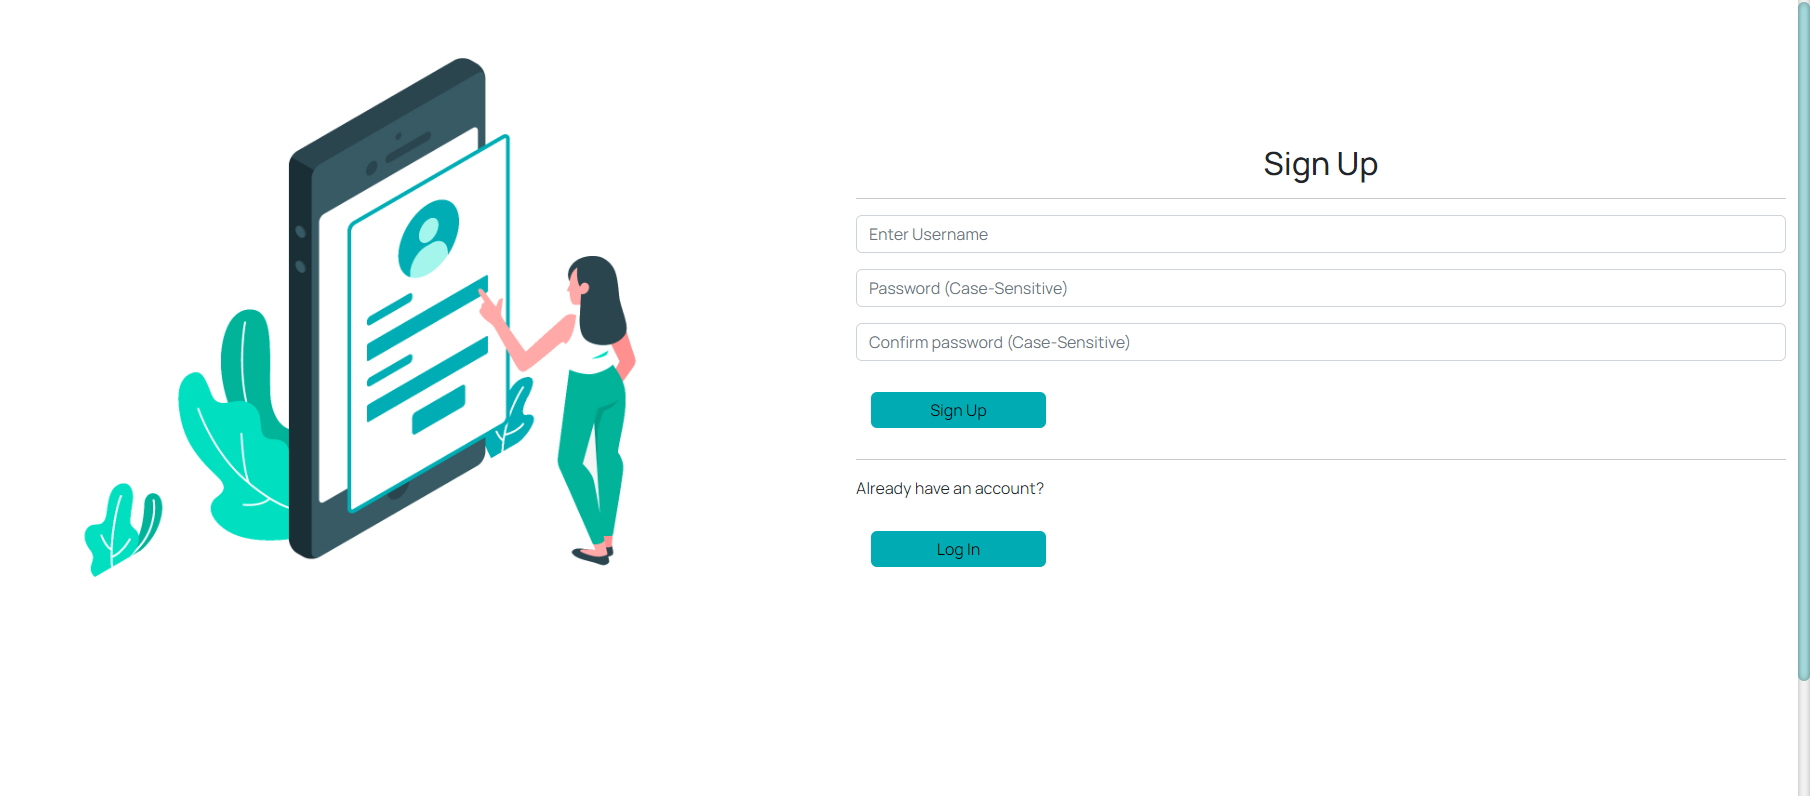 Sign Up
Enter Username
Password (Case-Sensitive)
Confirm password (Case-Sensitive)
Sign Up
Already have an account?
Log In